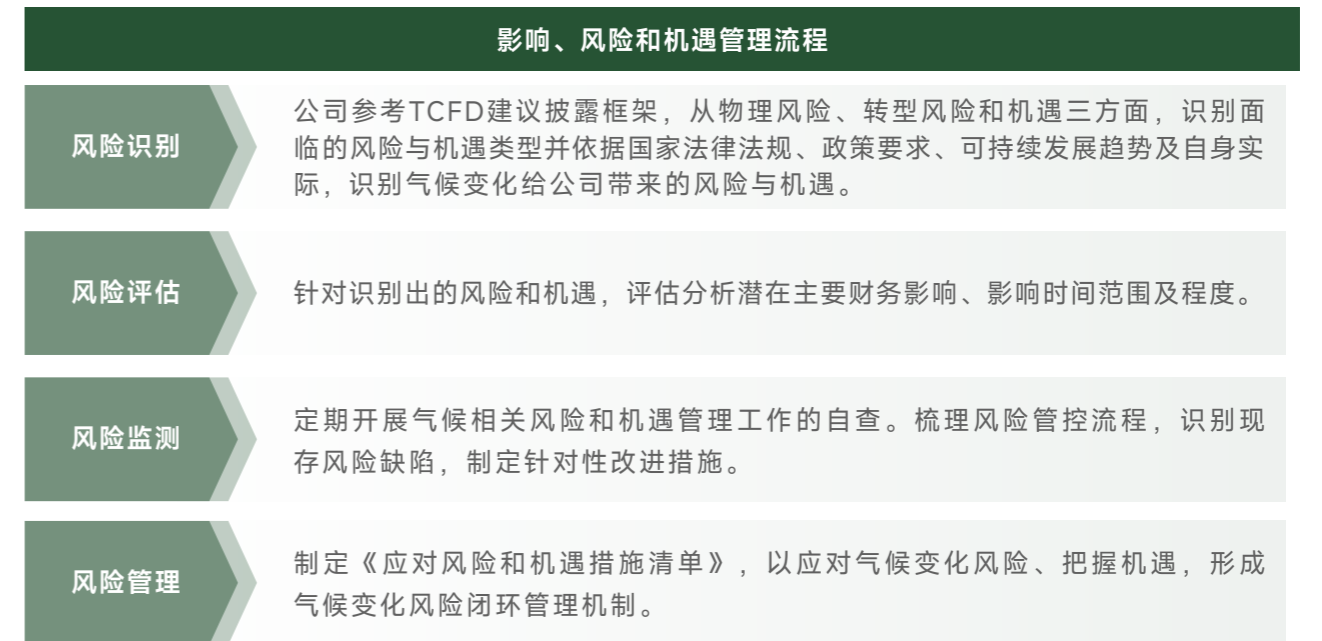 影响、风险和机遇管理流程
风险识别
公司参考TCFD建议披露框架，从物理风险、转型风险和机遇三方面，识别面
临的风险与机遇类型并依据国家法律法规、政策要求、可持续发展趋势及自身实
际，识别气候变化给公司带来的风险与机遇。
风险评估
针对识别出的风险和机遇，评估分析潜在主要财务影响、影响时间范围及程度。
风险监测
定期开展气候相关风险和机遇管理工作的自查。梳理风险管控流程，识别现
存风险缺陷，制定针对性改进措施。
风险管理
制定《应对风险和机遇措施清单》，以应对气候变化风险、把握机遇，形成
气候变化风险闭环管理机制。